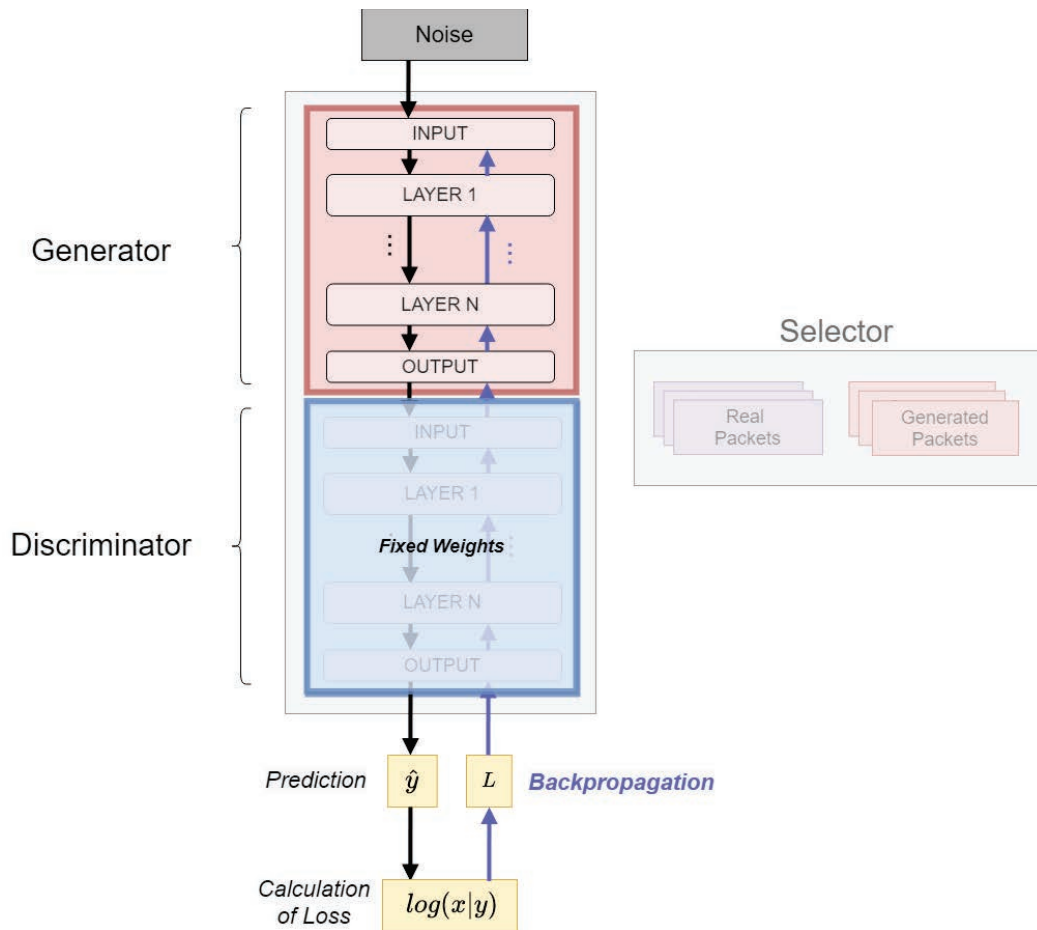 Noise
INPUT
LAYER 1
⋮
⋮
Generator
LAYER N
OUTPUT
Selector
Real
Packets
Generated
Packets
INPUT
LAYER 1
Discriminator
Fixed Weights
LAYER N
OUTPUT
Prediction
ŷ
L
Backpropagation
Calculation
of Loss
log(x|y)